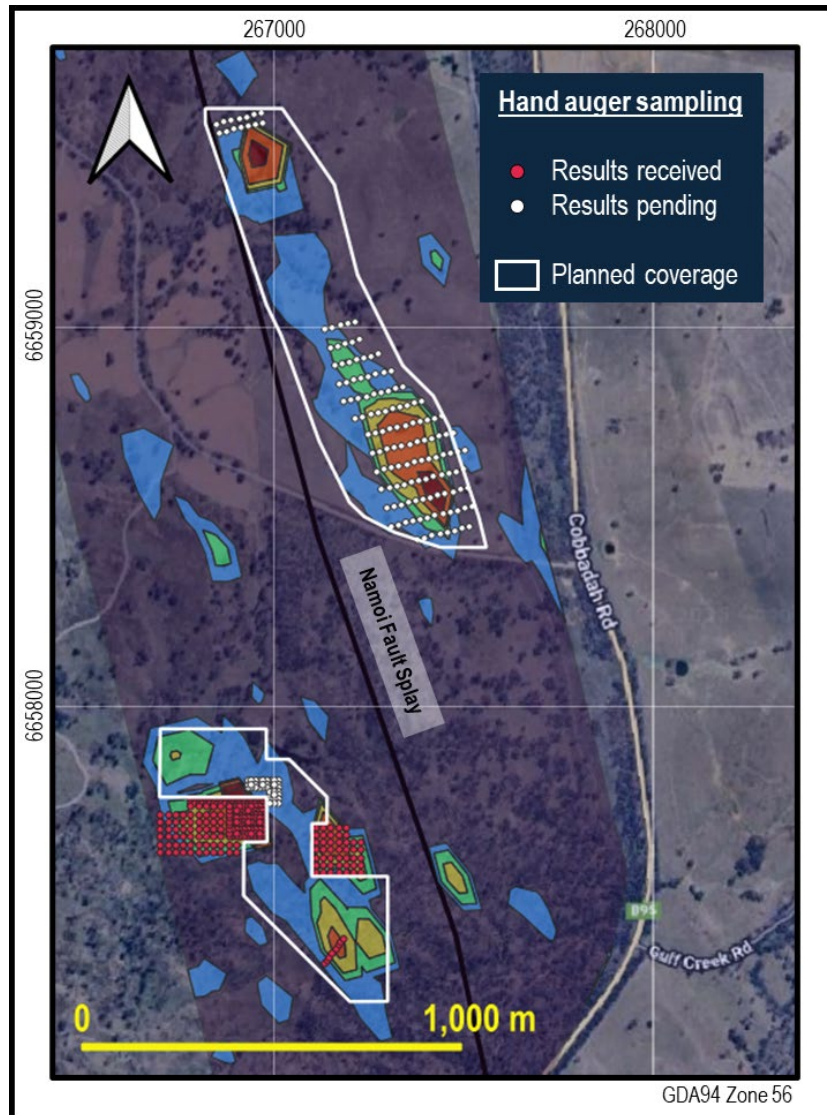 267000
268000
Hand auger sampling
Results received
Results pending
Planned coverage
6659000
Cobbadah Rd
Namoi Fault Splay
6658000
B95
Gulf Creek Rd
0
1,000 m
GDA94 Zone 56